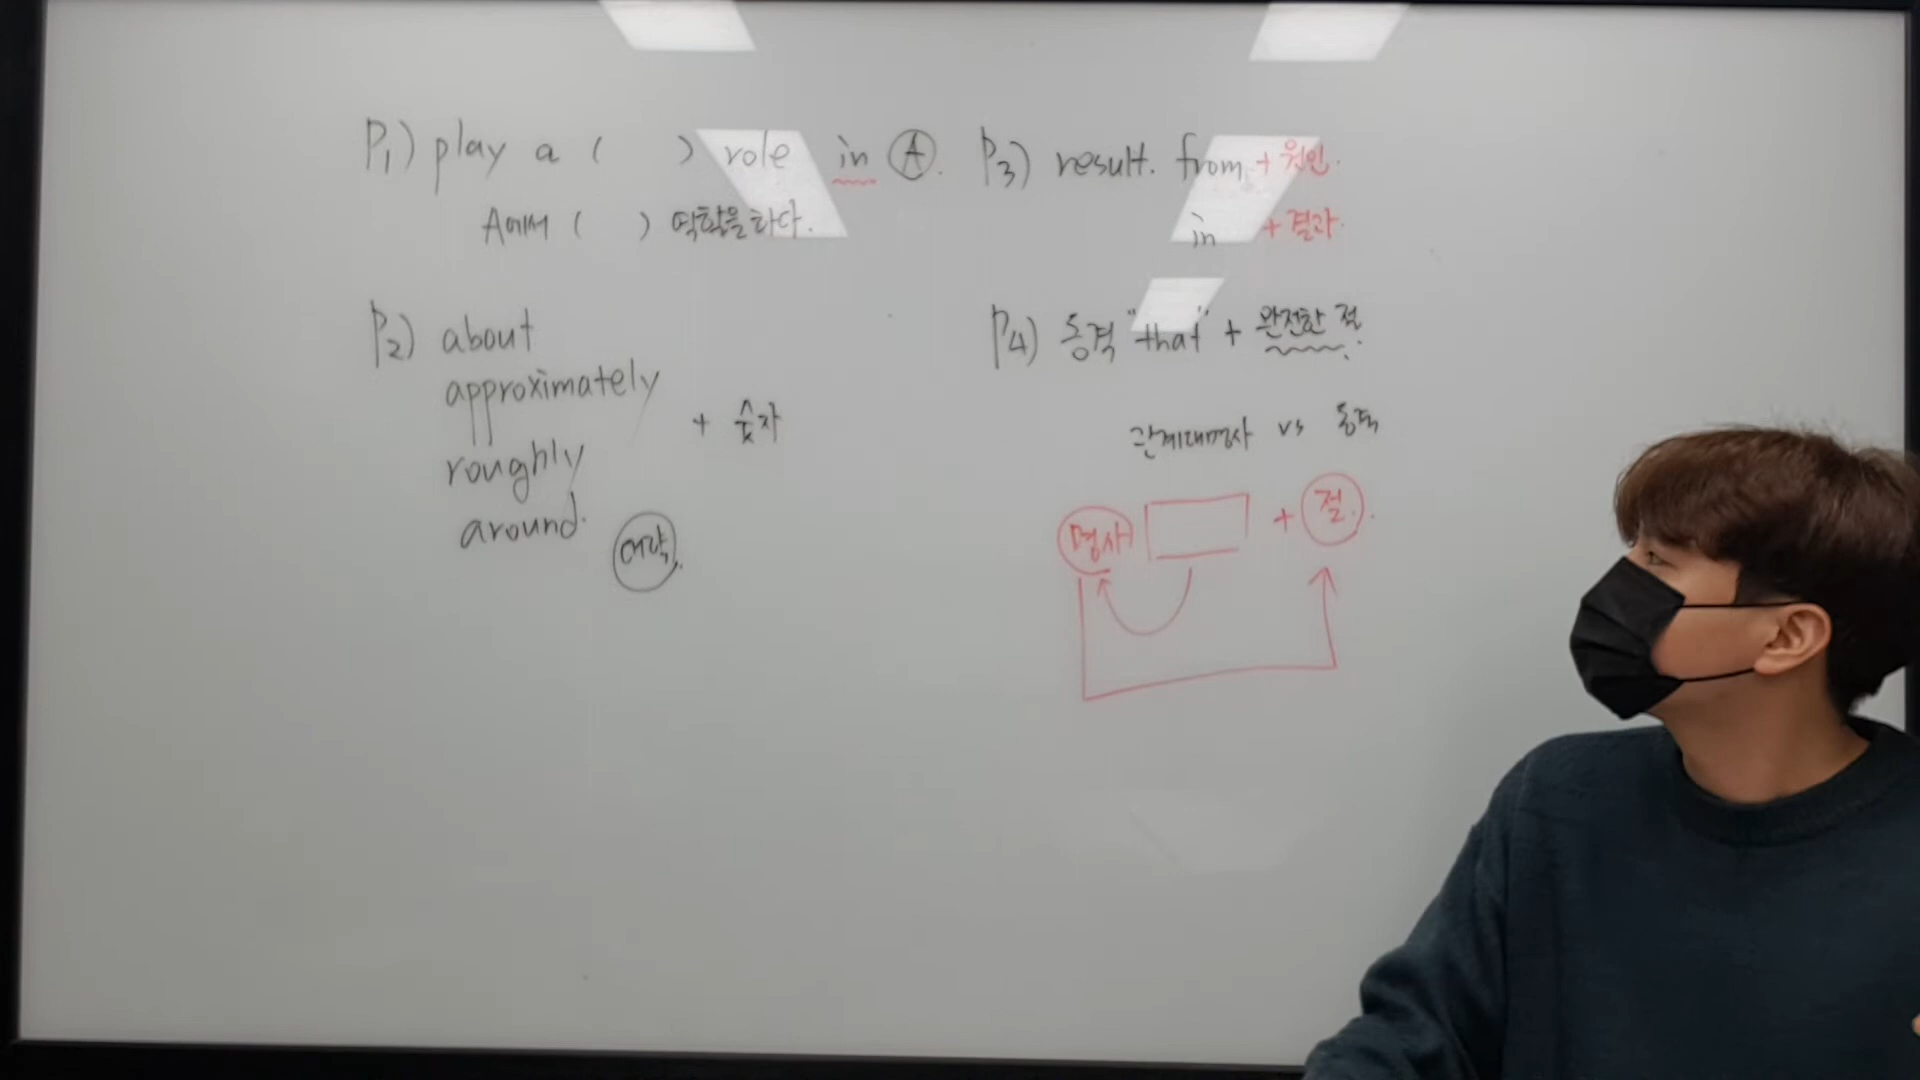 P1) play a (    ) role in Ⓐ.
A에서 (    ) 역할을 하다.
P2) about
approximately
roughly
around.
+ 숫자
대략.
P3) result. from + 원인.
in + 결과.
P4) 동격 "that" + 완전한 절.
관계대명사 vs 동격
명사 + 절.